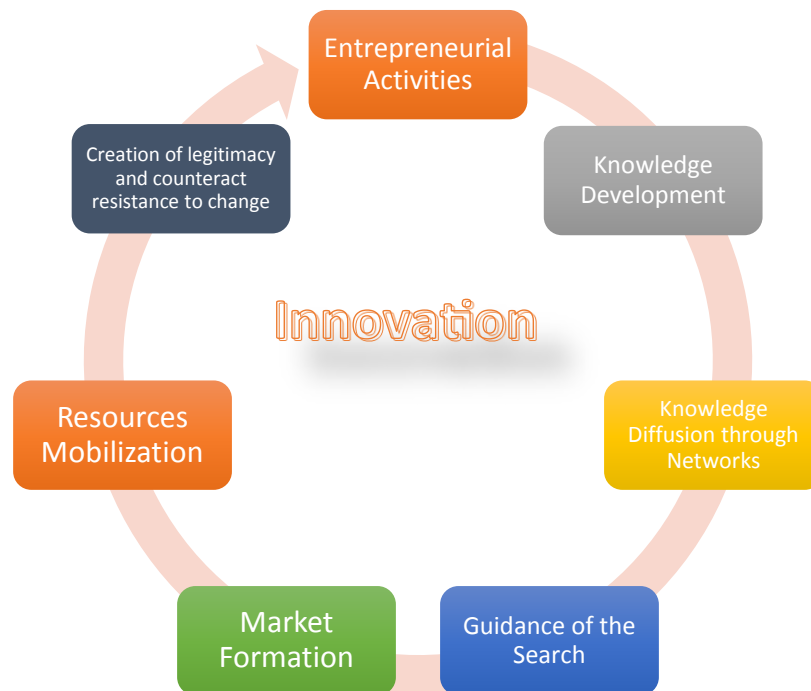 Entrepreneurial
Activities
Knowledge
Development
Knowledge
Diffusion through
Networks
Guidance of the
Search
Market
Formation
Resources
Mobilization
Creation of legitimacy
and counteract
resistance to change
Innovation